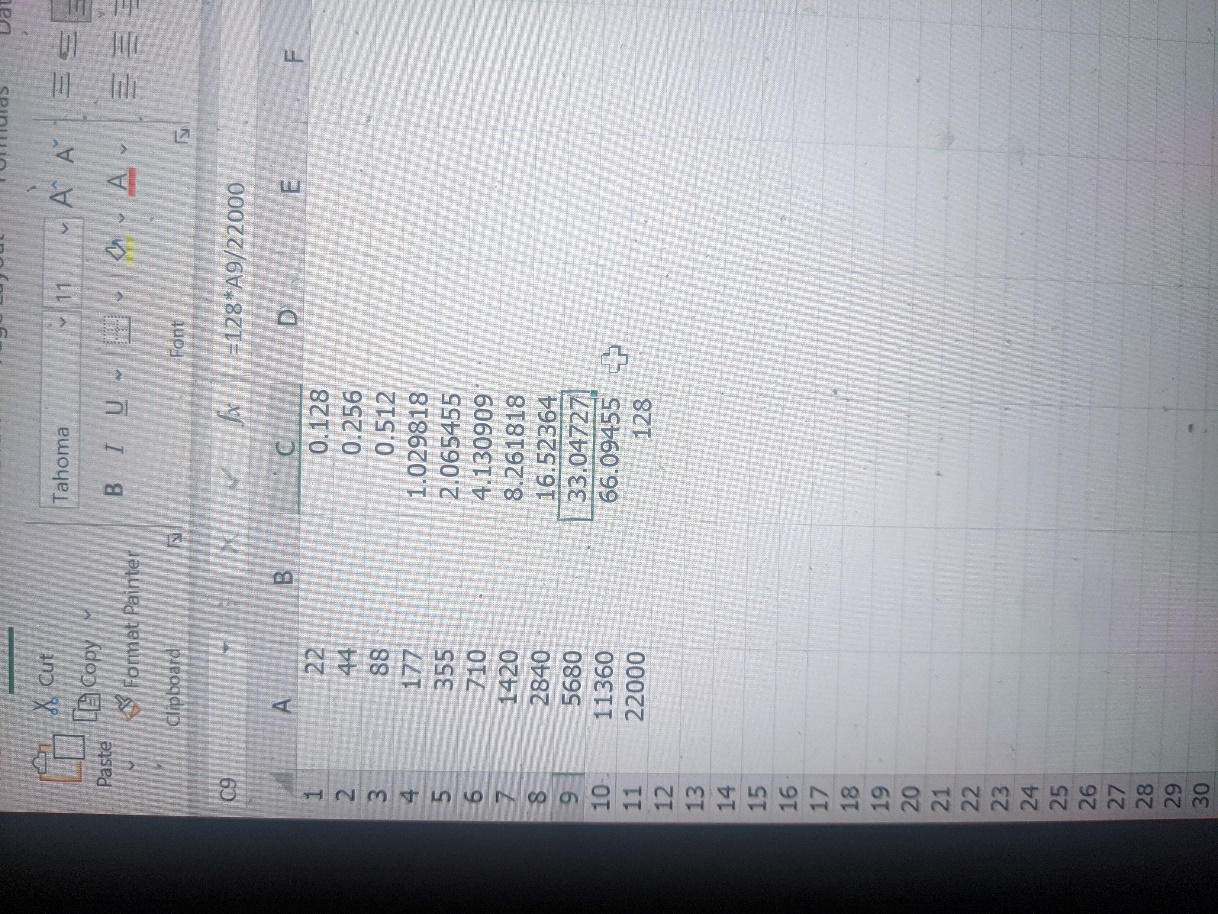 Cut
Copy
Format Painter
Paste
Clipboard
Tahoma 11 A A
B I U A
Font
C9 fx =128*A9/22000
A B C D E F
1 22 0.128
2 44 0.256
3 88 0.512
4 177 1.029818
5 355 2.065455
6 710 4.130909
7 1420 8.261818
8 2840 16.52364
9 5680 33.04727
10 11360 66.09455
11 22000 128
12
13
14
15
16
17
18
19
20
21
22
23
24
25
26
27
28
29
30